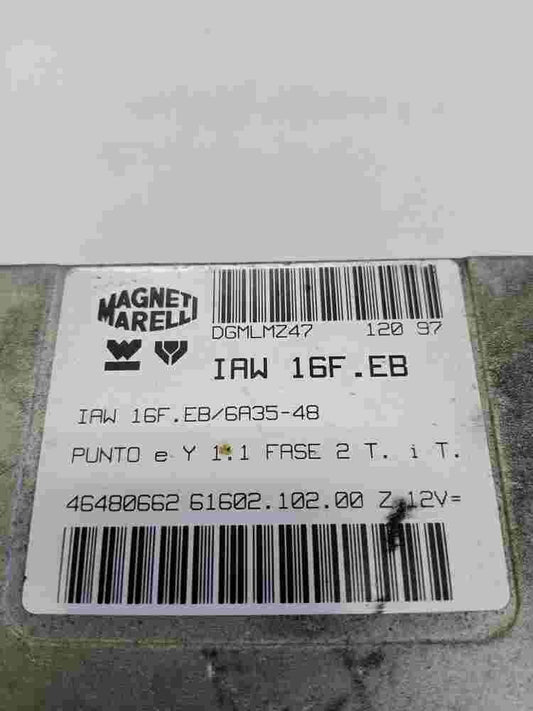 MAGNETI
MARELLI
DGMLMZ47 120 97
IAW 16F.EB
IAW 16F.EB/6A35-48
PUNTO e Y 1.1 FASE 2 T. i T.
46480662 61602.102.00 Z 12V=